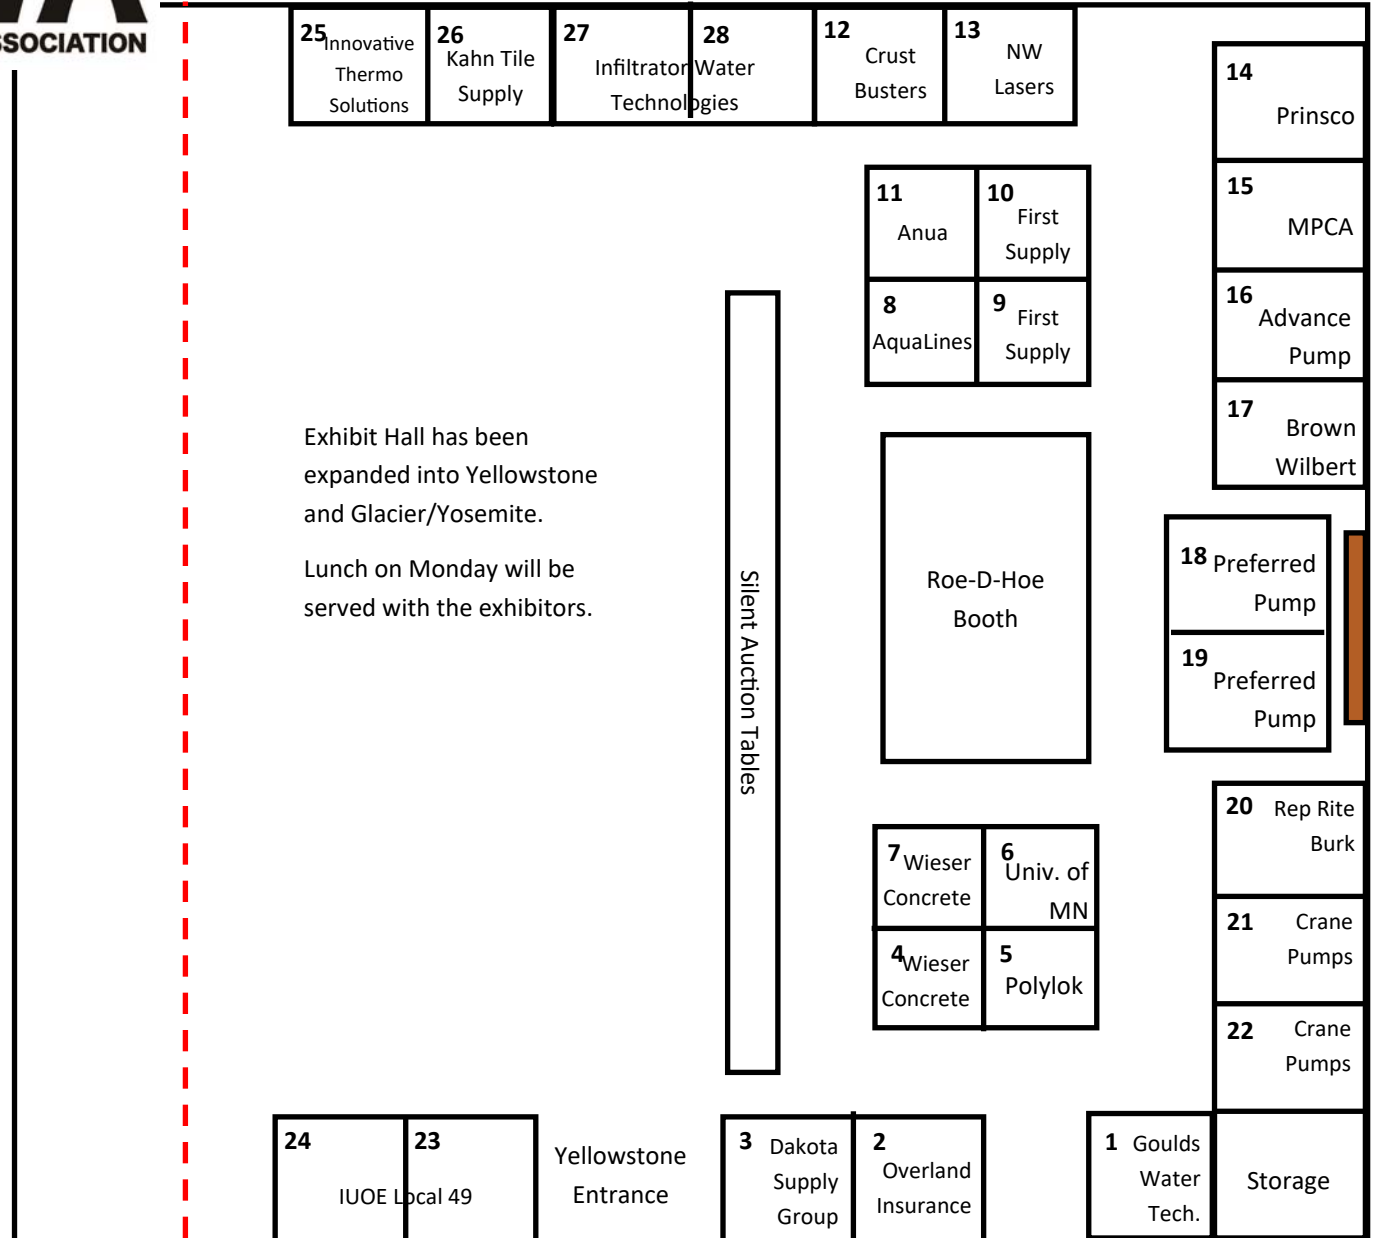 SSOCIATION
25 Innovative
Thermo
Solutions
26
Kahn Tile
Supply
27
28
Infiltrator Water
Technologies
12
Crust
Busters
13
NW
Lasers
14
Prinsco
11
Anua
10
First
Supply
15
MPCA
8
AquaLines
9
First
Supply
16
Advance
Pump
17
Brown
Wilbert
Exhibit Hall has been
expanded into Yellowstone
and Glacier/Yosemite.
Lunch on Monday will be
served with the exhibitors.
Silent Auction Tables
Roe-D-Hoe
Booth
18 Preferred
Pump
19
Preferred
Pump
20 Rep Rite
Burk
7 Wieser
Concrete
6
Univ. of
MN
21 Crane
Pumps
4 Wieser
Concrete
5
Polylok
22 Crane
Pumps
24
23
IUOE Local 49
Yellowstone
Entrance
3 Dakota
Supply
Group
2
Overland
Insurance
1 Goulds
Water
Tech.
Storage